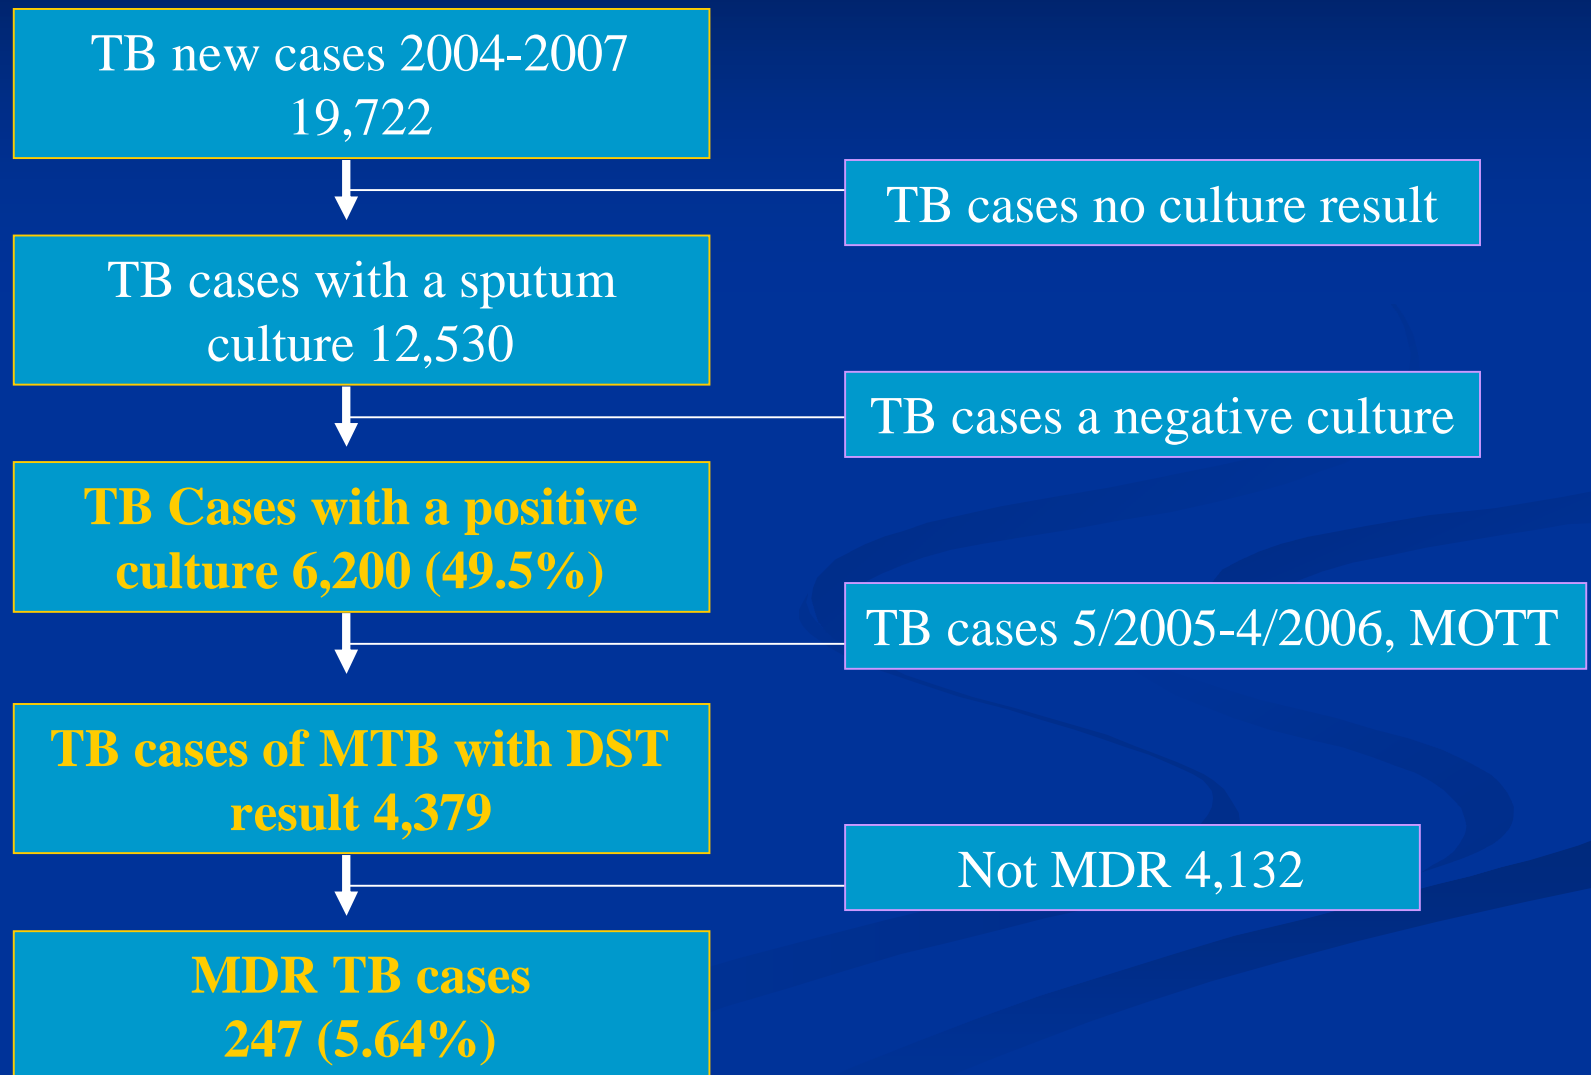 TB new cases 2004-2007
19,722
TB cases no culture result
TB cases with a sputum
culture 12,530
TB cases a negative culture
TB Cases with a positive
culture 6,200 (49.5%)
TB cases 5/2005-4/2006, MOTT
TB cases of MTB with DST
result 4,379
Not MDR 4,132
MDR TB cases
247 (5.64%)